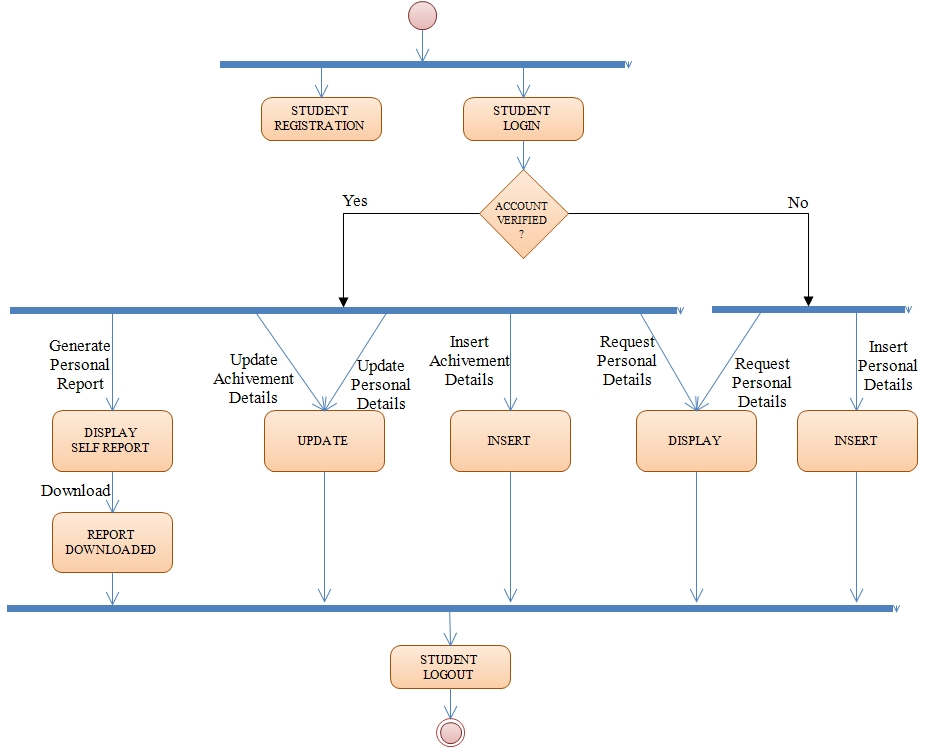 STUDENT
REGISTRATION
STUDENT
LOGIN
ACCOUNT
VERIFIED
?
Yes
No
Generate
Personal
Report
Update
Achivement
Details
Update
Personal
Details
Insert
Achivement
Details
Request
Personal
Details
Request
Personal
Details
Insert
Personal
Details
DISPLAY
SELF REPORT
UPDATE
INSERT
DISPLAY
INSERT
Download
REPORT
DOWNLOADED
STUDENT
LOGOUT